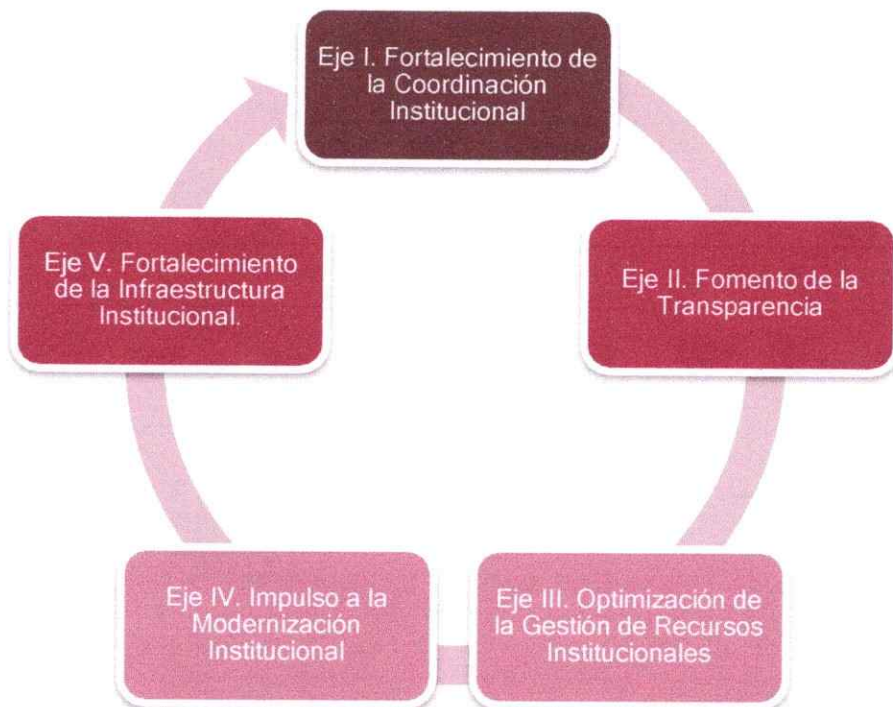 Eje I. Fortalecimiento de
la Coordinación
Institucional
Eje II. Fomento de la
Transparencia
Eje III. Optimización de
la Gestión de Recursos
Institucionales
Eje IV. Impulso a la
Modernización
Institucional
Eje V. Fortalecimiento
de la Infraestructura
Institucional.